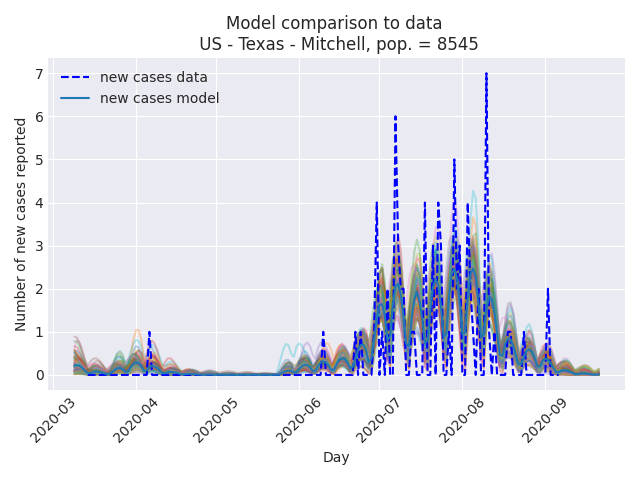 Model comparison to data
US - Texas - Mitchell, pop. = 8545
new cases data
new cases model
Number of new cases reported
7
6
5
4
3
2
1
0
2020-03
2020-04
2020-05
2020-06
2020-07
2020-08
2020-09
Day